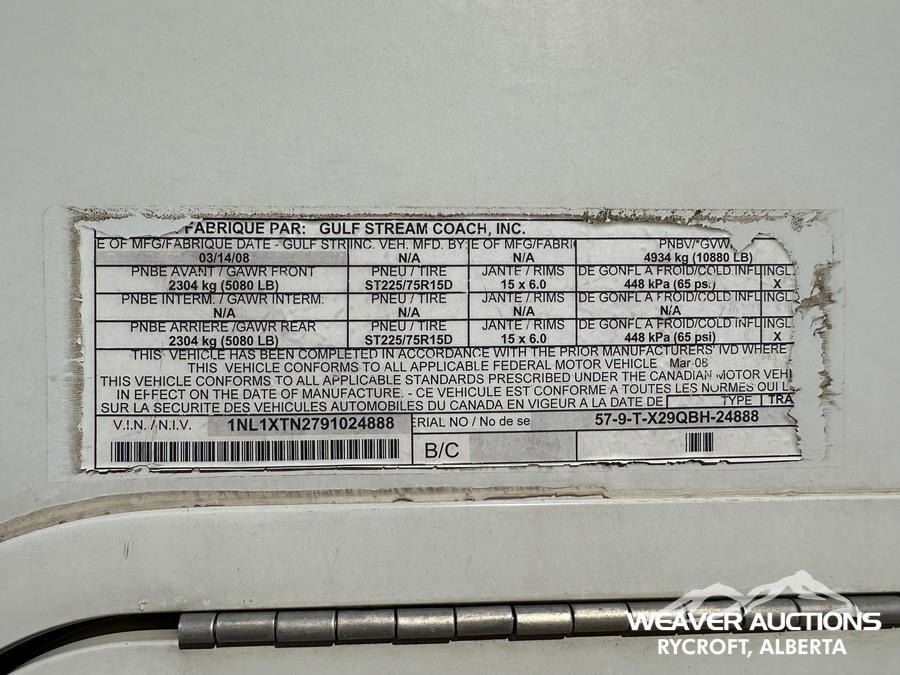 FABRIQUE PAR: GULF STREAM COACH, INC.
E OF MFG/FABRIQUE DATE - GULF STR INC. VEH. MFD. BY: E OF MFG/FABRI PNBV/*GVW
03/14/08 N/A N/A 4934 kg (10880 LB)
PNBE AVANT / GAWR FRONT PNEU / TIRE JANTE / RIMS DE GONFL A FROID/COLD INFL INGL.
2304 kg (5080 LB) ST225/75R15D 15 x 6.0 448 kPa (65 psi) X
PNBE INTERM. / GAWR INTERM. PNEU / TIRE JANTE / RIMS DE GONFL A FROID/COLD INFL INGL.
N/A N/A N/A N/A
PNBE ARRIERE /GAWR REAR PNEU / TIRE JANTE / RIMS DE GONFL A FROID/COLD INFL INGL.
2304 kg (5080 LB) ST225/75R15D 15 x 6.0 448 kPa (65 psi) X
THIS VEHICLE HAS BEEN COMPLETED IN ACCORDANCE WITH THE PRIOR MANUFACTURERS' IVD WHERE
THIS VEHICLE CONFORMS TO ALL APPLICABLE FEDERAL MOTOR VEHICLE Mar-08
THIS VEHICLE CONFORMS TO ALL APPLICABLE STANDARDS PRESCRIBED UNDER THE CANADIAN MOTOR VEHI
IN EFFECT ON THE DATE OF MANUFACTURE. - CE VEHICULE EST CONFORME A TOUTES LES NORMES QUI L
SUR LA SECURITE DES VEHICULES AUTOMOBILES DU CANADA EN VIGEUR A LA DATE D TYPE TRA
V.I.N. / N.I.V. 1NL1XTN2791024888 ERIAL NO / No de se 57-9-T-X29QBH-24888
B/C
WEAVER AUCTIONS
RYCROFT, ALBERTA